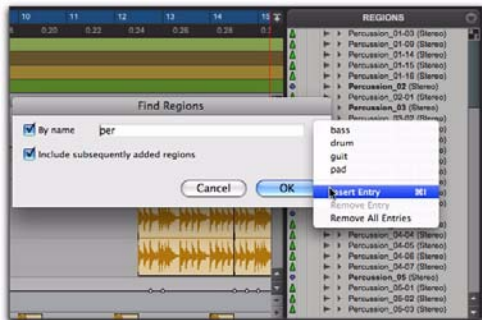 10 11 12 13 14 15
0:20 0:22 0:24 0:26 0:28
REGIONS
Percussion_01-03 (Stereo)
Percussion_01-09 (Stereo)
Percussion_01-14 (Stereo)
Percussion_01-15 (Stereo)
Percussion_01-16 (Stereo)
Percussion_02 (Stereo)
Percussion_02-01 (Stereo)
Percussion_03 (Stereo)
Find Regions
By name
per
Include subsequently added regions
Cancel
OK
bass
drum
guit
pad
Insert Entry ⌘I
Remove Entry
Remove All Entries
Percussion_04-04 (Stereo)
Percussion_04-05 (Stereo)
Percussion_04-06 (Stereo)
Percussion_04-07 (Stereo)
Percussion_05 (Stereo)
Percussion_05-01 (Stereo)
Percussion_05-02 (Stereo)
Percussion_05-03 (Stereo)